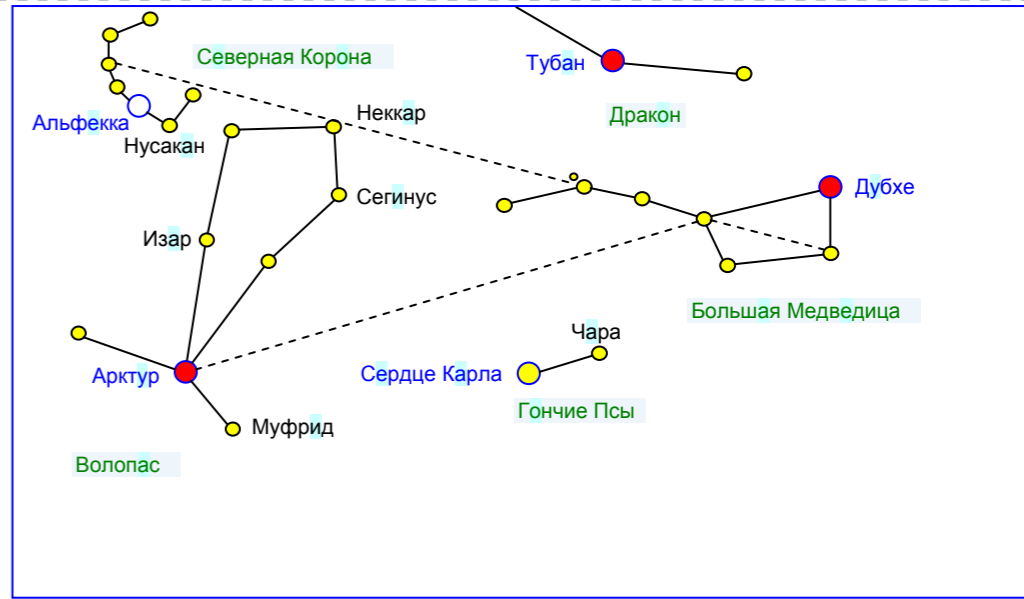 Северная Корона
Тубан
Дракон
Альфекка
Нусакан
Неккар
Сегинус
Дубхе
Изар
Большая Медведица
Чара
Арктур
Сердце Карла
Гончие Псы
Муфрид
Волопас